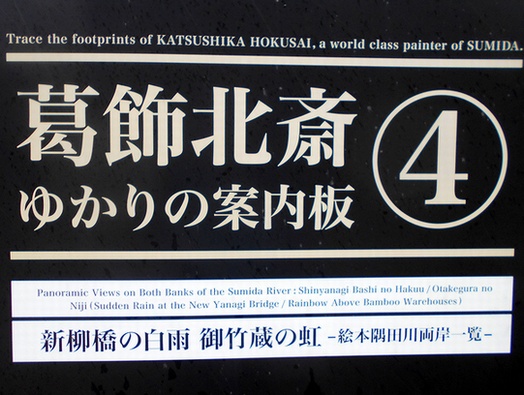 Trace the footprints of KATSUSHIKA HOKUSAI, a world class painter of SUMIDA.
葛飾北斎
ゆかりの案内板
④
Panoramic Views on Both Banks of the Sumida River : Shinyanagi Bashi no Hakuu / Otakegura no
Niji ( Sudden Rain at the New Yanagi Bridge / Rainbow Above Bamboo Warehouses )
新柳橋の白雨 御竹蔵の虹 −絵本隅田川両岸一覧−